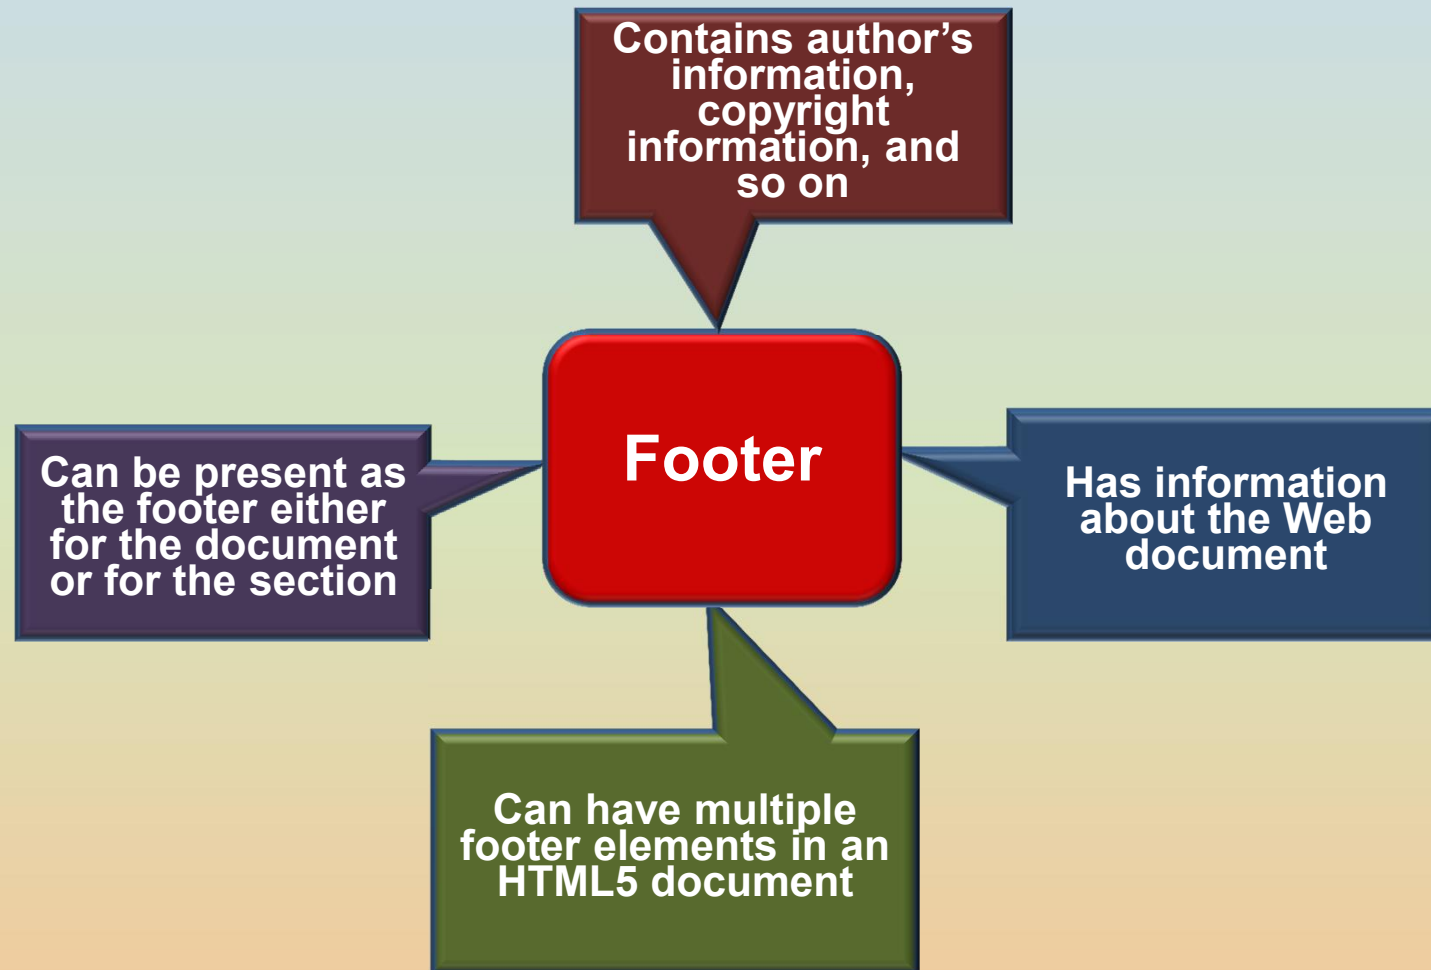 Contains author’s
information,
copyright
information, and
so on
Footer
Can be present as
the footer either
for the document
or for the section
Has information
about the Web
document
Can have multiple
footer elements in an
HTML5 document